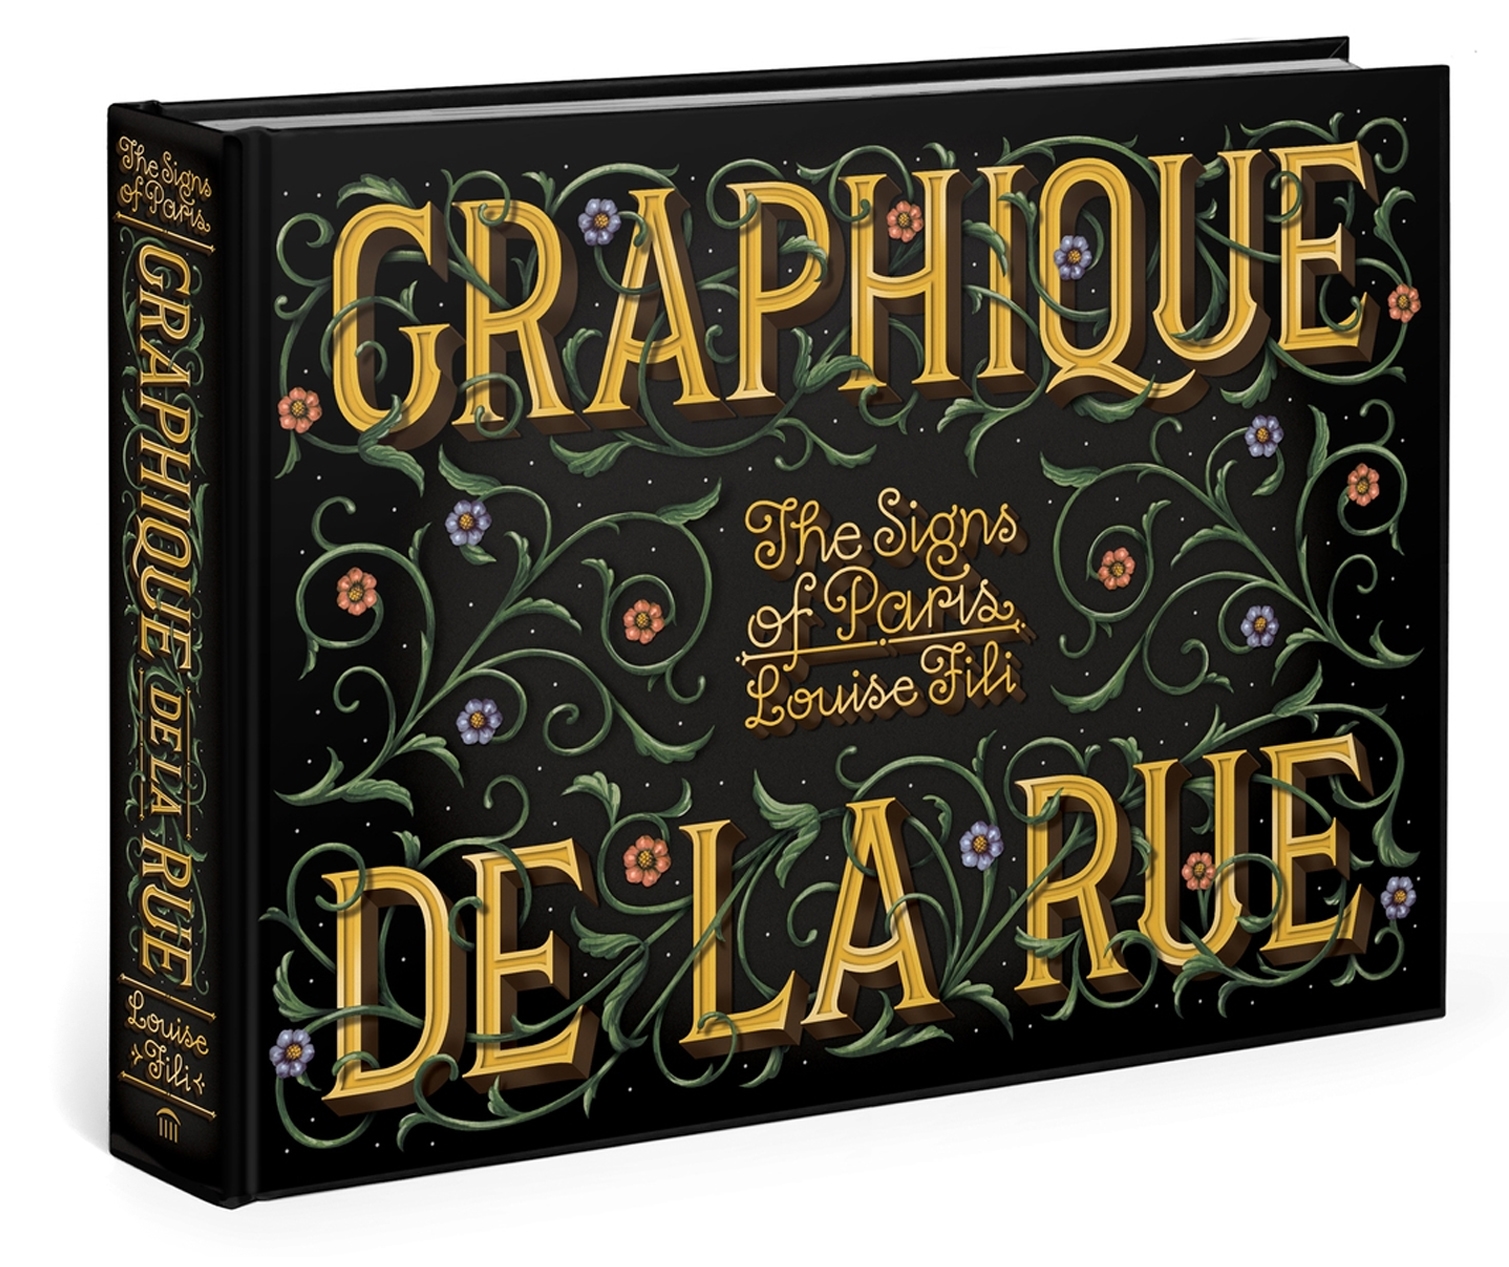 The Signs
of Paris
GRAPHIQUE DE LA RUE
Louise
Fili
GRAPHIQUE
The Signs
of Paris
Louise Fili
DE LA RUE